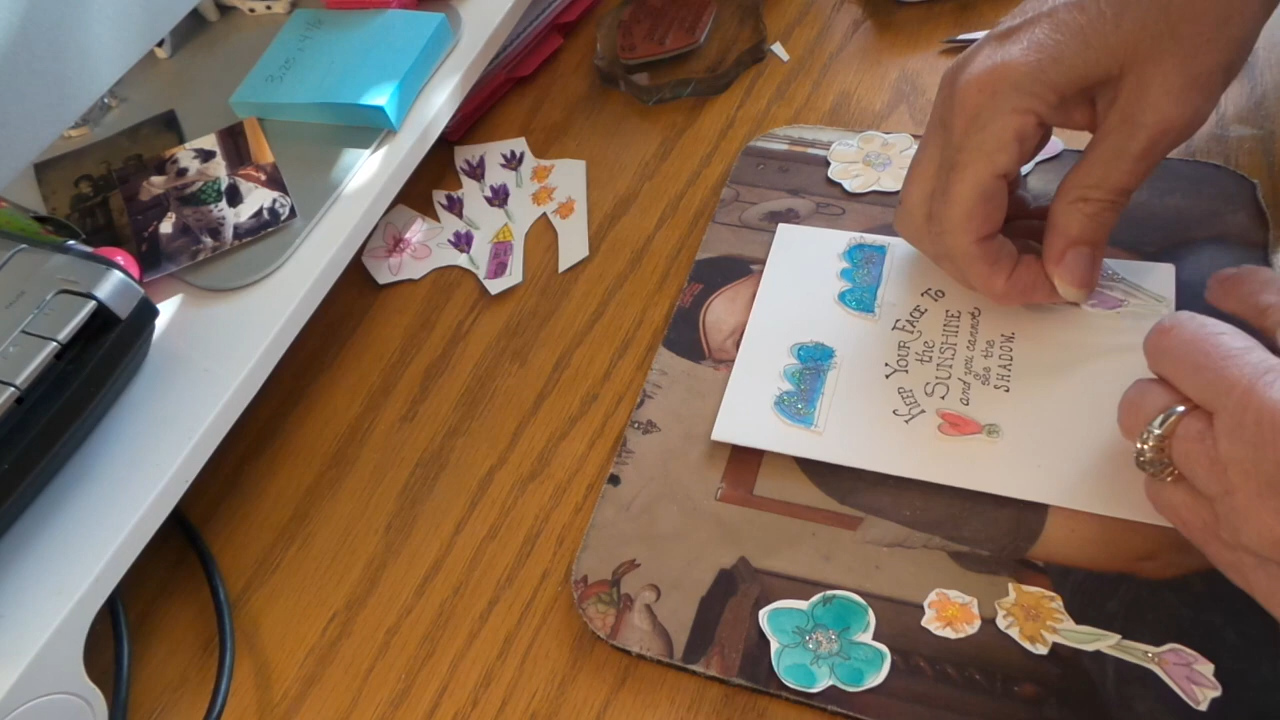 KEEP YOUR FACE TO
the
SUNSHINE
and you cannot
see the
SHADOW.